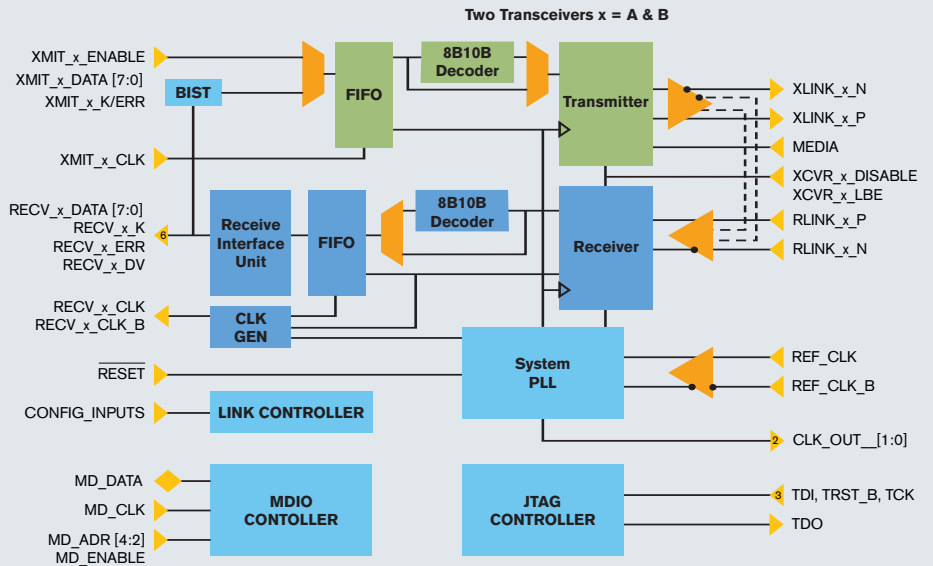 Two Transceivers x = A & B
XMIT_x_ENABLE
XMIT_x_DATA [7:0]
XMIT_x_K/ERR
BIST
FIFO
8B10B
Decoder
Transmitter
XLINK_x_N
XLINK_x_P
MEDIA
XCVR_x_DISABLE
XCVR_x_LBE
XMIT_x_CLK
RECV_x_DATA [7:0]
RECV_x_K
RECV_x_ERR
RECV_x_DV
6
Receive
Interface
Unit
FIFO
8B10B
Decoder
Receiver
RLINK_x_P
RLINK_x_N
RECV_x_CLK
RECV_x_CLK_B
CLK
GEN
System
PLL
REF_CLK
REF_CLK_B
RESET
CONFIG_INPUTS
LINK CONTROLLER
2
CLK_OUT__[1:0]
MD_DATA
MD_CLK
MD_ADR [4:2]
MD_ENABLE
MDIO
CONTOLLER
JTAG
CONTROLLER
3
TDI, TRST_B, TCK
TDO